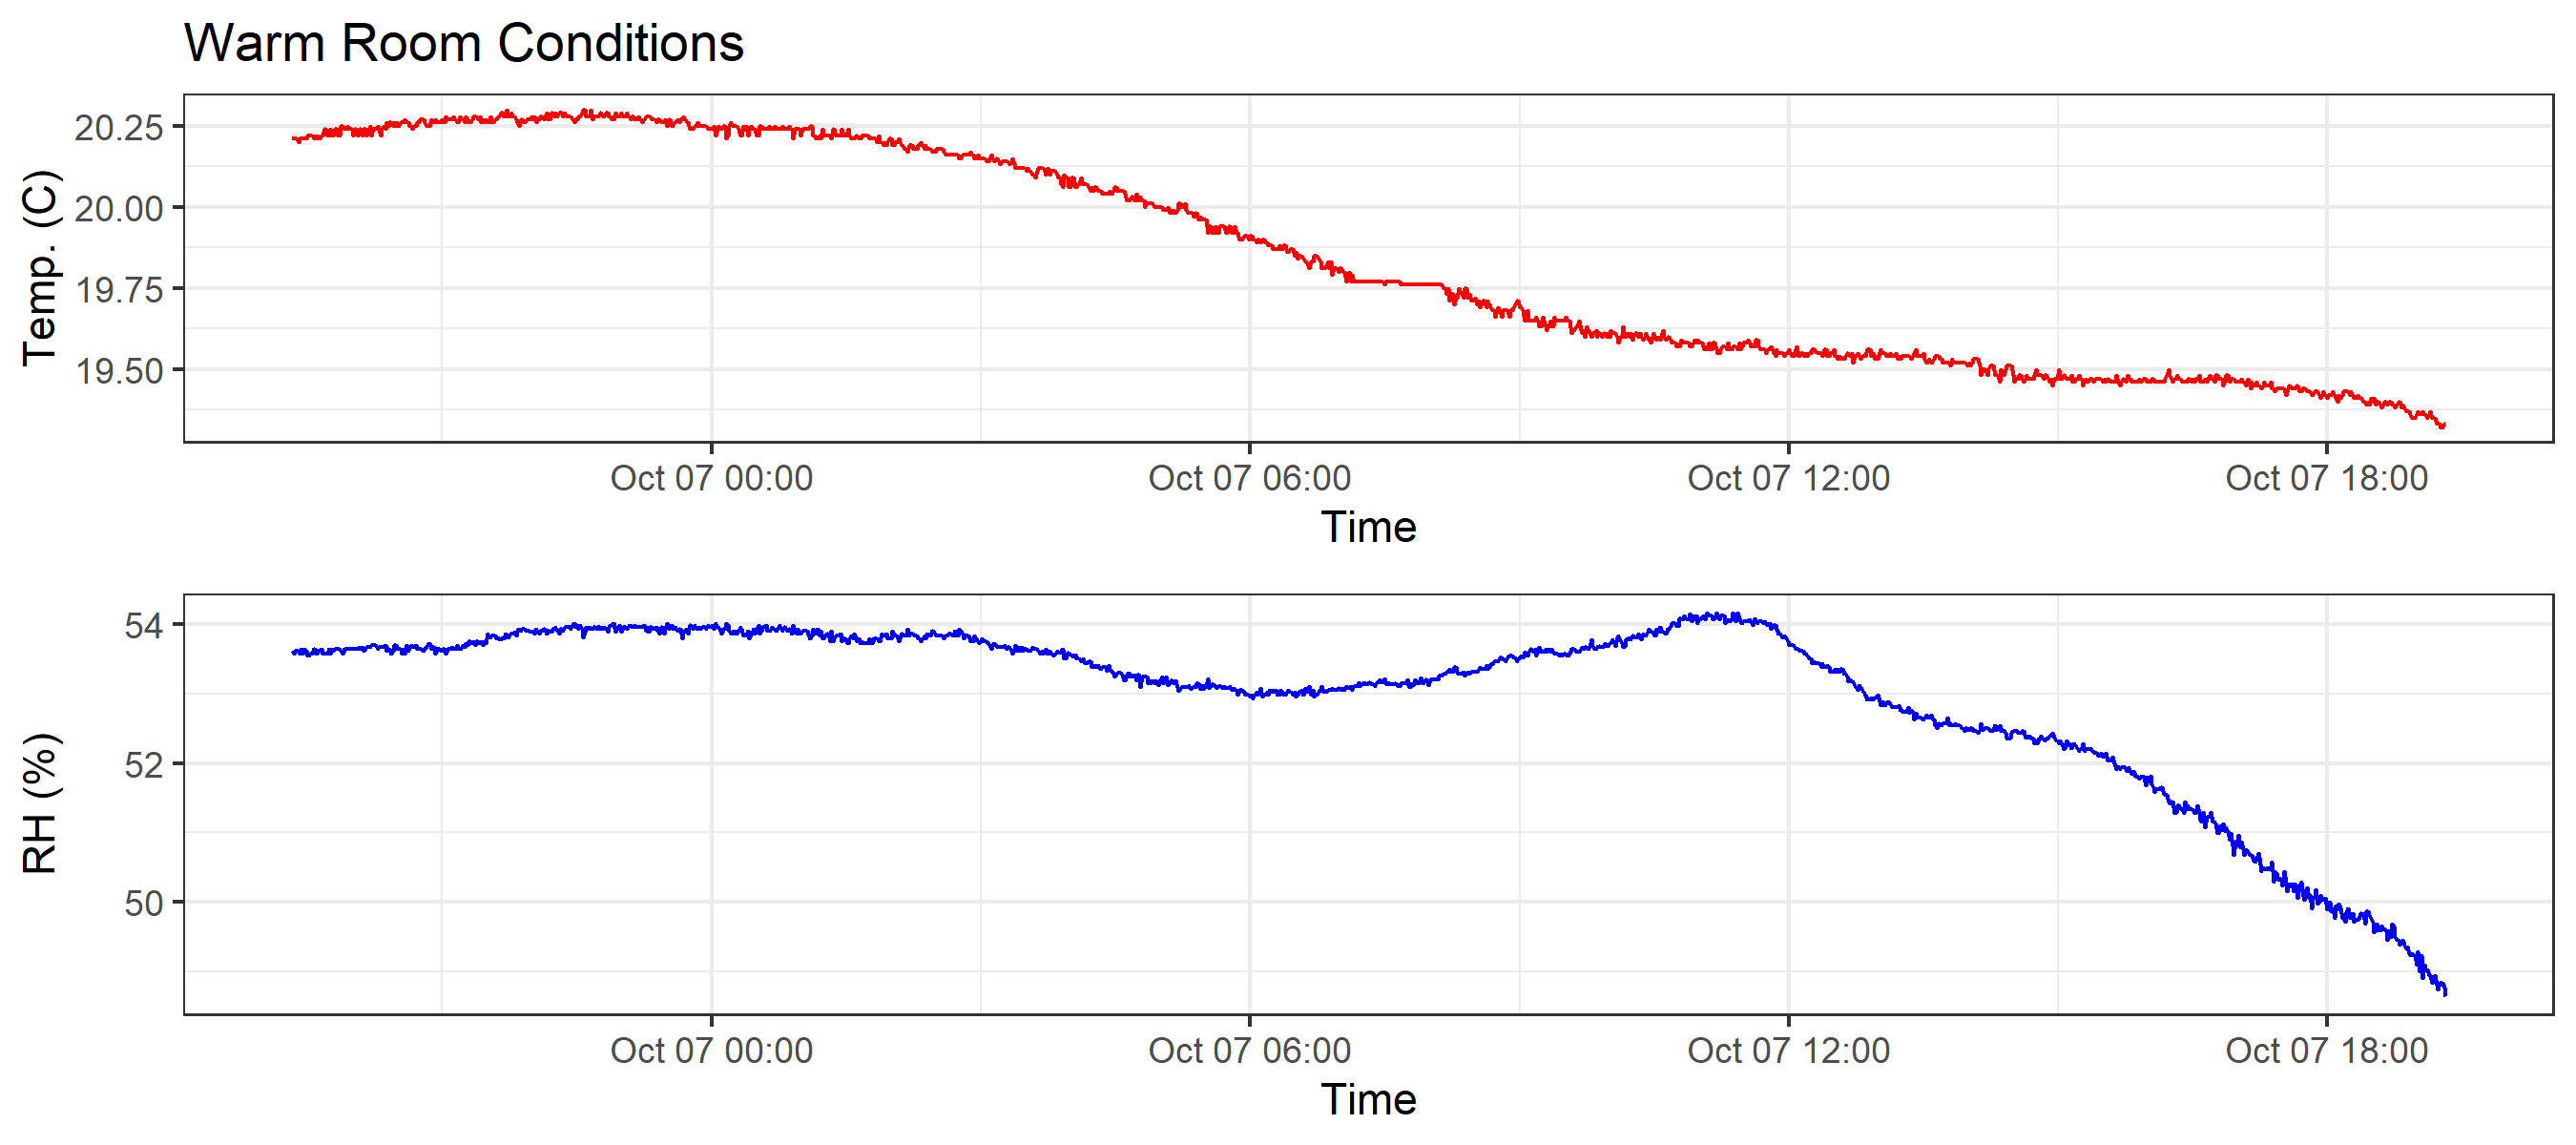 Warm Room Conditions
Temp. (C)
20.25
20.00
19.75
19.50
Oct 07 00:00 Oct 07 06:00 Oct 07 12:00 Oct 07 18:00
Time
RH (%)
54
52
50
Oct 07 00:00 Oct 07 06:00 Oct 07 12:00 Oct 07 18:00
Time